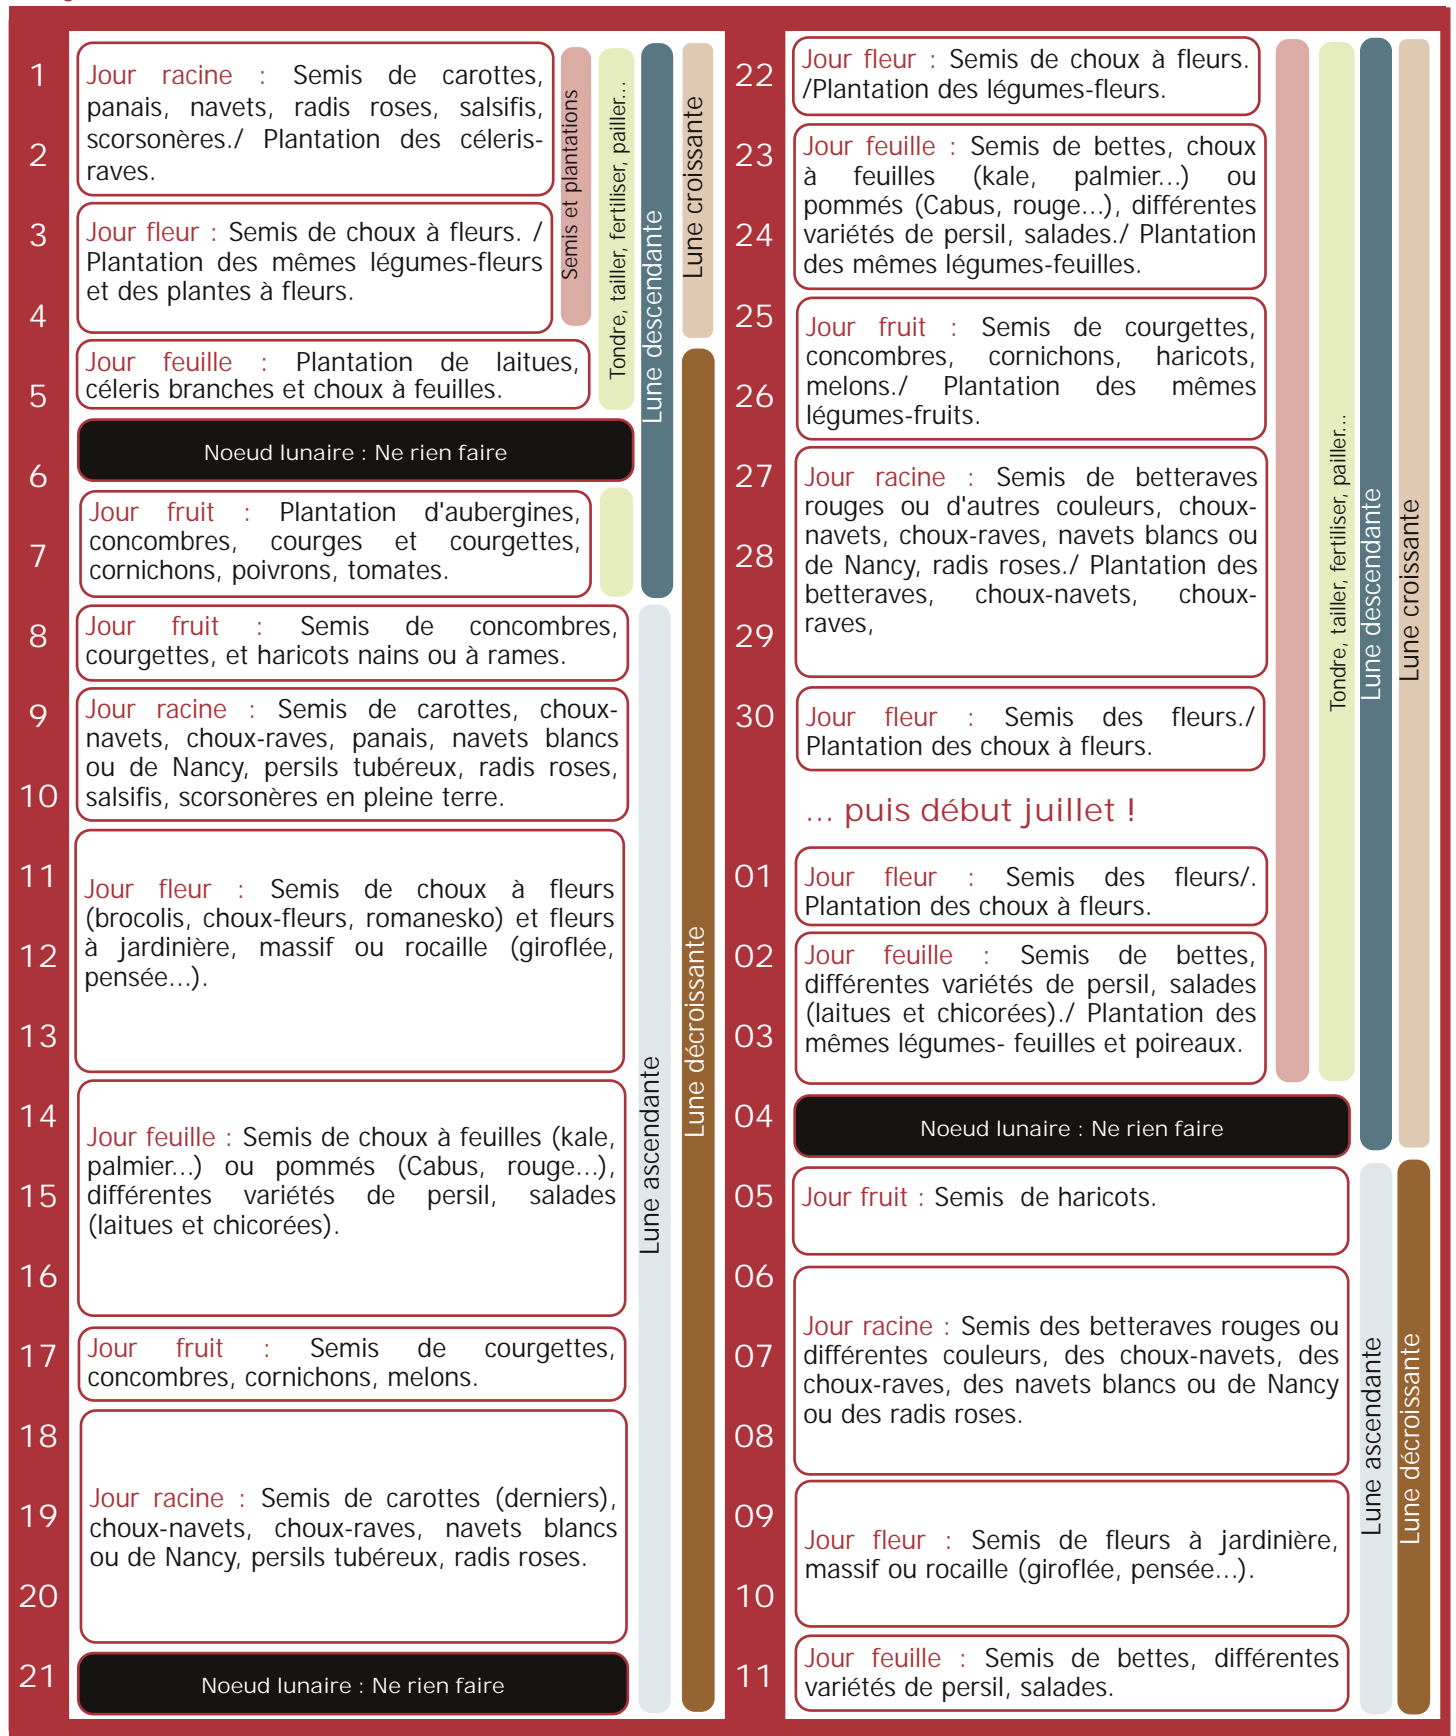 1
Jour racine : Semis de carottes,
panais, navets, radis roses, salsifis,
scorsonères./ Plantation des céleris-
raves.
2
3
Jour fleur : Semis de choux à fleurs. /
Plantation des mêmes légumes-fleurs
et des plantes à fleurs.
4
Jour feuille : Plantation de laitues,
céleris branches et choux à feuilles.
5
Noeud lunaire : Ne rien faire
6
Jour fruit : Plantation d'aubergines,
concombres, courges et courgettes,
cornichons, poivrons, tomates.
7
8
Jour fruit : Semis de concombres,
courgettes, et haricots nains ou à rames.
9
Jour racine : Semis de carottes, choux-
navets, choux-raves, panais, navets blancs
ou de Nancy, persils tubéreux, radis roses,
salsifis, scorsonères en pleine terre.
10
11
Jour fleur : Semis de choux à fleurs
(brocolis, choux-fleurs, romanesko) et fleurs
à jardinière, massif ou rocaille (giroflée,
pensée...).
12
13
14
Jour feuille : Semis de choux à feuilles (kale,
palmier...) ou pommés (Cabus, rouge...),
différentes variétés de persil, salades
(laitues et chicorées).
15
16
17
Jour fruit : Semis de courgettes,
concombres, cornichons, melons.
18
Jour racine : Semis de carottes (derniers),
choux-navets, choux-raves, navets blancs
ou de Nancy, persils tubéreux, radis roses.
19
20
21
Noeud lunaire : Ne rien faire
Semis et plantations
Tondre, tailler, fertiliser, pailler...
Lune descendante
Lune croissante
Lune ascendante
Lune décroissante
22
Jour fleur : Semis de choux à fleurs.
/Plantation des légumes-fleurs.
23
Jour feuille : Semis de bettes, choux
à feuilles (kale, palmier...) ou
pommés (Cabus, rouge...), différentes
variétés de persil, salades./ Plantation
des mêmes légumes-feuilles.
24
25
Jour fruit : Semis de courgettes,
concombres, cornichons, haricots,
melons./ Plantation des mêmes
légumes-fruits.
26
27
Jour racine : Semis de betteraves
rouges ou d'autres couleurs, choux-
navets, choux-raves, navets blancs ou
de Nancy, radis roses./ Plantation des
betteraves, choux-navets, choux-
raves,
28
29
30
Jour fleur : Semis des fleurs./
Plantation des choux à fleurs.
... puis début juillet !
01
Jour fleur : Semis des fleurs/.
Plantation des choux à fleurs.
02
Jour feuille : Semis de bettes,
différentes variétés de persil, salades
(laitues et chicorées)./ Plantation des
mêmes légumes- feuilles et poireaux.
03
04
Noeud lunaire : Ne rien faire
05
Jour fruit : Semis de haricots.
06
Jour racine : Semis des betteraves rouges ou
différentes couleurs, des choux-navets, des
choux-raves, des navets blancs ou de Nancy
ou des radis roses.
07
08
09
Jour fleur : Semis de fleurs à jardinière,
massif ou rocaille (giroflée, pensée...).
10
11
Jour feuille : Semis de bettes, différentes
variétés de persil, salades.
Tondre, tailler, fertiliser, pailler...
Lune descendante
Lune croissante
Lune ascendante
Lune décroissante